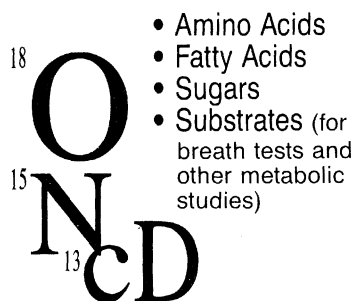 • Amino Acids
• Fatty Acids
• Sugars
• Substrates (for
breath tests and
other metabolic
studies)
18
O
15
N
13
C D